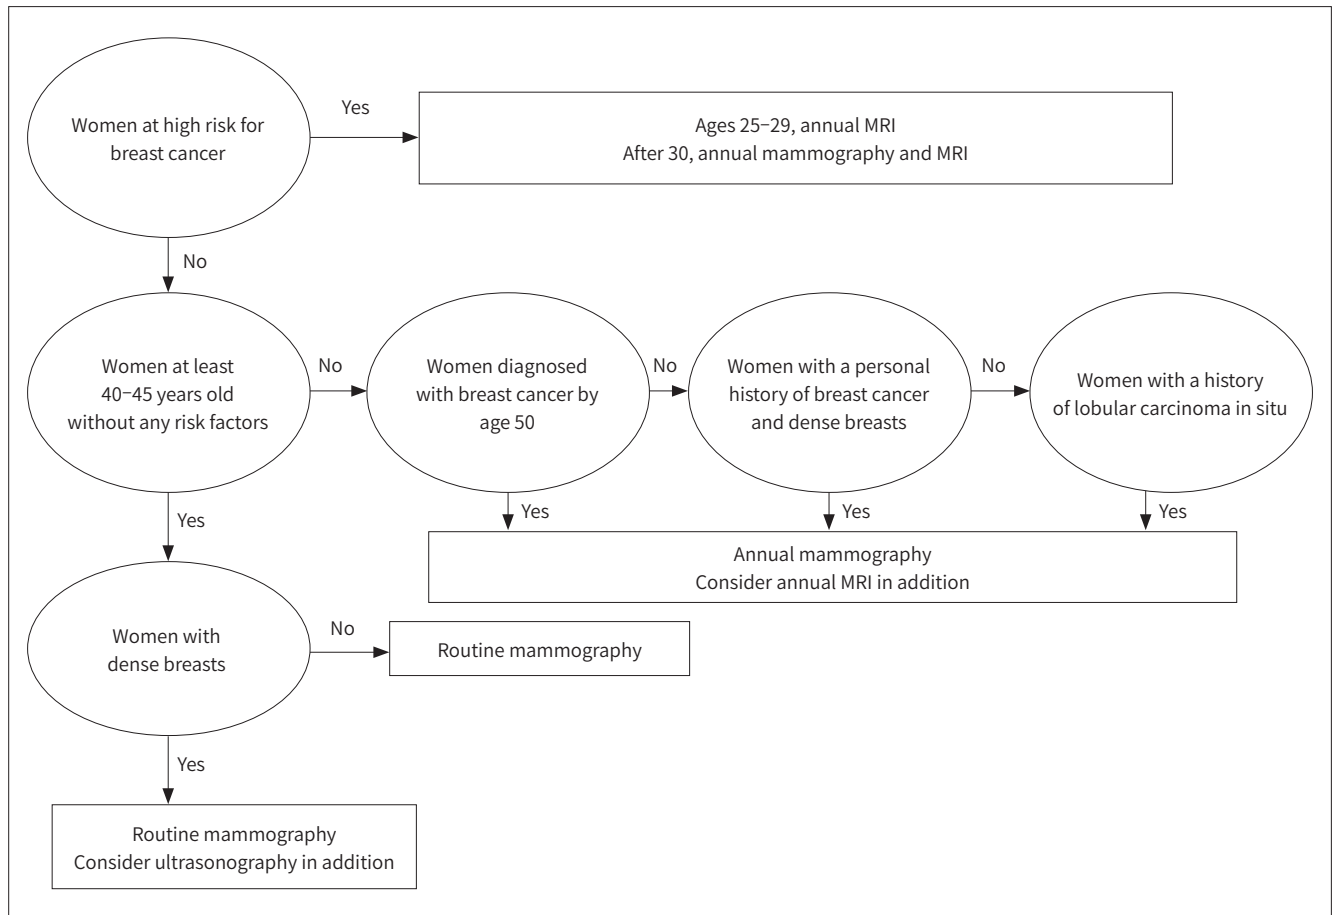 Women at high risk for
breast cancer
Yes
Ages 25–29, annual MRI
After 30, annual mammography and MRI
No
Women at least
40–45 years old
without any risk factors
No
Women diagnosed
with breast cancer by
age 50
No
Women with a personal
history of breast cancer
and dense breasts
No
Women with a history
of lobular carcinoma in situ
Yes
Yes
Yes
Yes
Annual mammography
Consider annual MRI in addition
Women with
dense breasts
No
Routine mammography
Yes
Routine mammography
Consider ultrasonography in addition